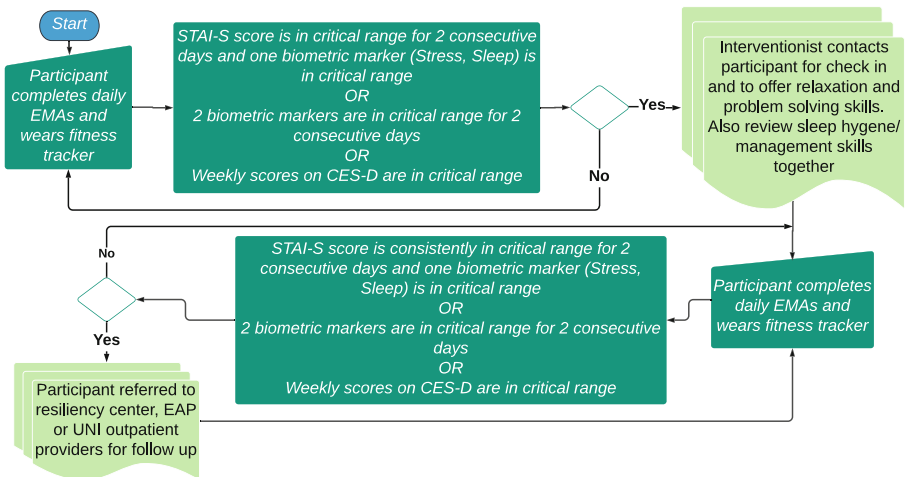 Start
Participant
completes daily
EMAs and
wears fitness
tracker
STAI-S score is in critical range for 2 consecutive
days and one biometric marker (Stress, Sleep) is
in critical range
OR
2 biometric markers are in critical range for 2
consecutive days
OR
Weekly scores on CES-D are in critical range
Yes
No
Interventionist contacts
participant for check in
and to offer relaxation and
problem solving skills.
Also review sleep hygene/
management skills
together
Participant completes
daily EMAs and
wears fitness tracker
STAI-S score is consistently in critical range for 2
consecutive days and one biometric marker (Stress,
Sleep) is in critical range
OR
2 biometric markers are in critical range for 2 consecutive
days
OR
Weekly scores on CES-D are in critical range
No
Yes
Participant referred to
resiliency center, EAP
or UNI outpatient
providers for follow up